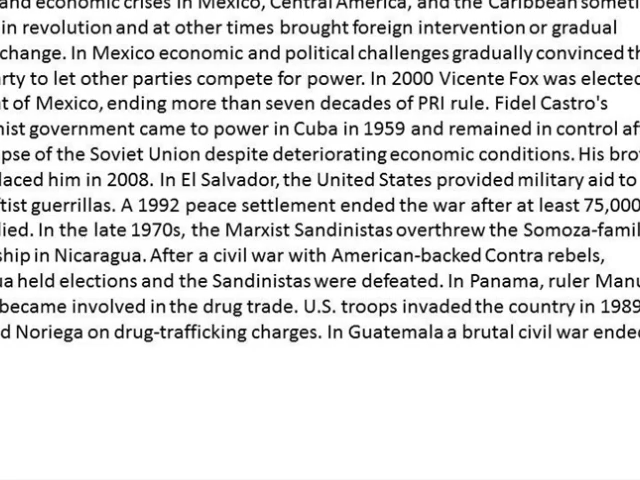 and economic crises in Mexico, Central America, and the Caribbean someti
in revolution and at other times brought foreign intervention or gradual
change. In Mexico economic and political challenges gradually convinced th
arty to let other parties compete for power. In 2000 Vicente Fox was elected
t of Mexico, ending more than seven decades of PRI rule. Fidel Castro's
nist government came to power in Cuba in 1959 and remained in control af
pse of the Soviet Union despite deteriorating economic conditions. His bro
laced him in 2008. In El Salvador, the United States provided military aid to
tist guerrillas. A 1992 peace settlement ended the war after at least 75,000
lied. In the late 1970s, the Marxist Sandinistas overthrew the Somoza-famil
ship in Nicaragua. After a civil war with American-backed Contra rebels,
ua held elections and the Sandinistas were defeated. In Panama, ruler Manu
became involved in the drug trade. U.S. troops invaded the country in 1989
d Noriega on drug-trafficking charges. In Guatemala a brutal civil war ende